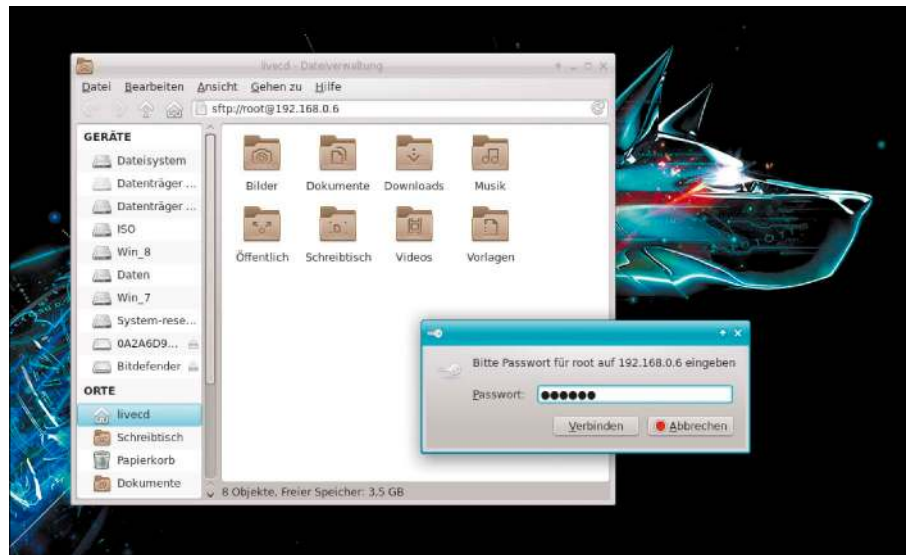 livecd - Dateiverwaltung
Datei Bearbeiten Ansicht Gehen zu Hilfe
sftp://root@192.168.0.6
GERÄTE
Dateisystem
Datenträger ...
Datenträger ...
ISO
Win_8
Daten
Win_7
System-rese...
0A2A6D9...
Bitdefender
ORTE
livecd
Schreibtisch
Papierkorb
Dokumente
Bilder Dokumente Downloads Musik
Öffentlich Schreibtisch Videos Vorlagen
8 Objekte, Freier Speicher: 3.5 GB
Bitte Passwort für root auf 192.168.0.6 eingeben
Passwort:
Verbinden Abbrechen